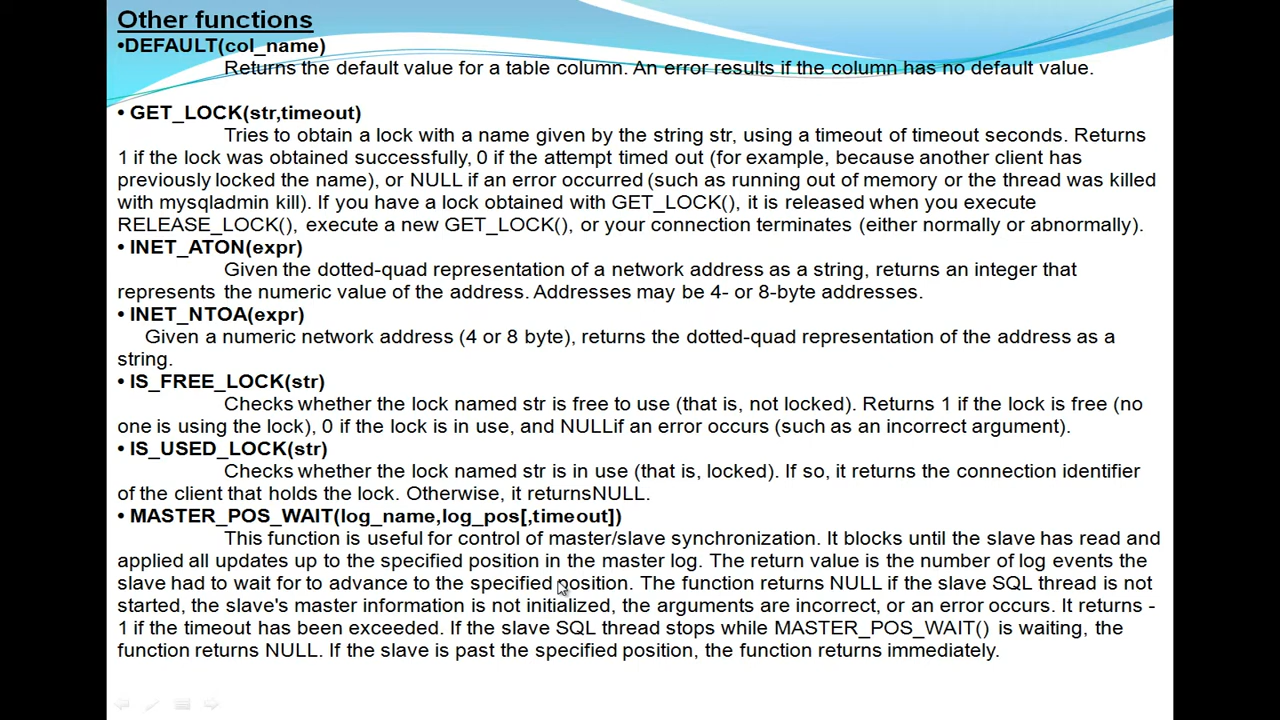 Other functions
•DEFAULT(col_name)
Returns the default value for a table column. An error results if the column has no default value.
• GET_LOCK(str,timeout)
Tries to obtain a lock with a name given by the string str, using a timeout of timeout seconds. Returns
1 if the lock was obtained successfully, 0 if the attempt timed out (for example, because another client has
previously locked the name), or NULL if an error occurred (such as running out of memory or the thread was killed
with mysqladmin kill). If you have a lock obtained with GET_LOCK(), it is released when you execute
RELEASE_LOCK(), execute a new GET_LOCK(), or your connection terminates (either normally or abnormally).
• INET_ATON(expr)
Given the dotted-quad representation of a network address as a string, returns an integer that
represents the numeric value of the address. Addresses may be 4- or 8-byte addresses.
• INET_NTOA(expr)
Given a numeric network address (4 or 8 byte), returns the dotted-quad representation of the address as a
string.
• IS_FREE_LOCK(str)
Checks whether the lock named str is free to use (that is, not locked). Returns 1 if the lock is free (no
one is using the lock), 0 if the lock is in use, and NULLif an error occurs (such as an incorrect argument).
• IS_USED_LOCK(str)
Checks whether the lock named str is in use (that is, locked). If so, it returns the connection identifier
of the client that holds the lock. Otherwise, it returnsNULL.
• MASTER_POS_WAIT(log_name,log_pos[,timeout])
This function is useful for control of master/slave synchronization. It blocks until the slave has read and
applied all updates up to the specified position in the master log. The return value is the number of log events the
slave had to wait for to advance to the specified position. The function returns NULL if the slave SQL thread is not
started, the slave's master information is not initialized, the arguments are incorrect, or an error occurs. It returns -
1 if the timeout has been exceeded. If the slave SQL thread stops while MASTER_POS_WAIT() is waiting, the
function returns NULL. If the slave is past the specified position, the function returns immediately.